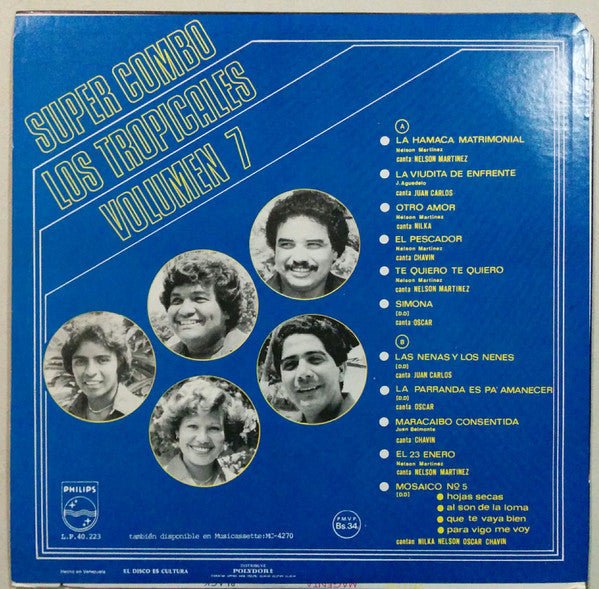 SUPER COMBO
LOS TROPICALES
VOLUMEN 7
A
LA HAMACA MATRIMONIAL
Nelson Martinez
canta NELSON MARTINEZ
LA VIUDITA DE ENFRENTE
J. Agudelo
canta JUAN CARLOS
OTRO AMOR
Nelson Martinez
canta NILKA
EL PESCADOR
Nelson Martinez
canta CHAVIN
TE QUIERO TE QUIERO
Nelson Martinez
canta NELSON MARTINEZ
SIMONA
(D.D)
canta OSCAR
B
LAS NENAS Y LOS NENES
(D.D)
canta JUAN CARLOS
LA PARRANDA ES PA' AMANECER
(D.D)
canta OSCAR
MARACAIBO CONSENTIDA
Juan Belmonte
canta CHAVIN
EL 23 ENERO
Nelson Martinez
canta NELSON MARTINEZ
MOSAICO Nº 5
(D.D)
hojas secas
al son de la loma
que te vaya bien
para vigo me voy
cantan NILKA NELSON OSCAR CHAVIN
PHILIPS
L.P. 40.223
también disponible en Musicassette: MC-4270
P M V P
Bs. 34,
Hecho en Venezuela
EL DISCO ES CULTURA
DISTRIBUYE
POLYDOR
MAGENTA
BLACK